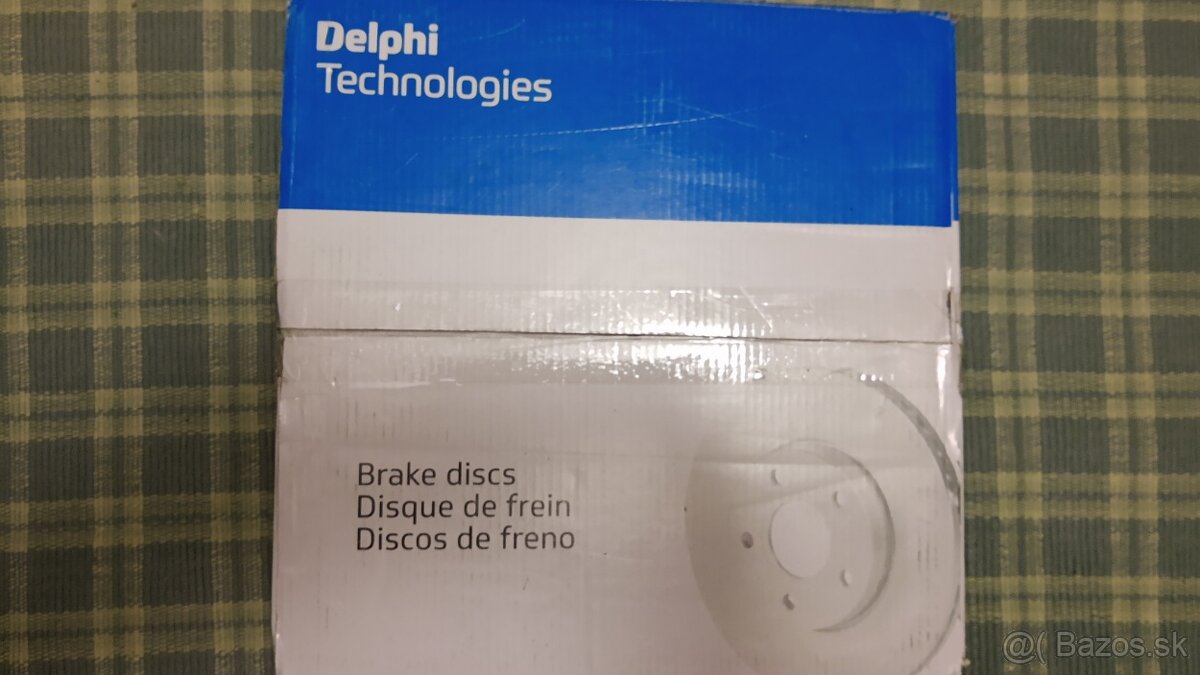 Delphi
Technologies
Brake discs
Disque de frein
Discos de freno
@( Bazos.sk